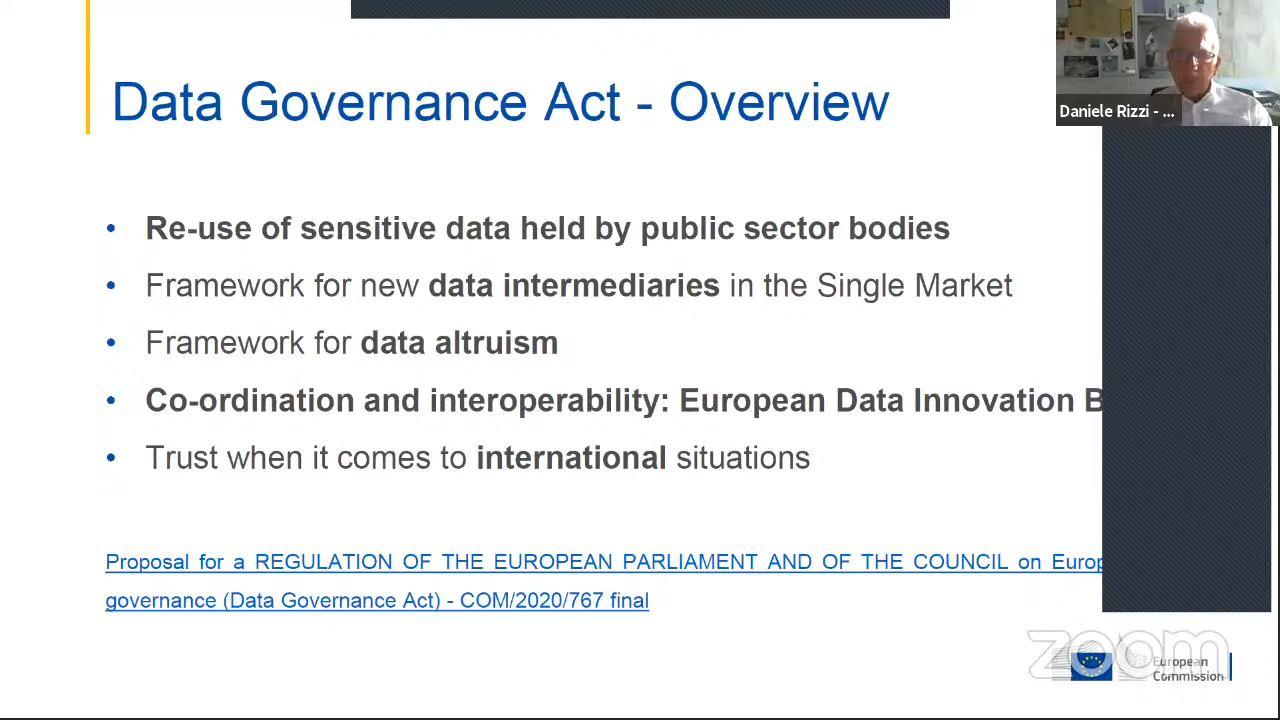 Data Governance Act - Overview
Daniele Rizzi - ...
• Re-use of sensitive data held by public sector bodies
• Framework for new data intermediaries in the Single Market
• Framework for data altruism
• Co-ordination and interoperability: European Data Innovation B
• Trust when it comes to international situations
Proposal for a REGULATION OF THE EUROPEAN PARLIAMENT AND OF THE COUNCIL on Europ
governance (Data Governance Act) - COM/2020/767 final
zoom
European
Commission